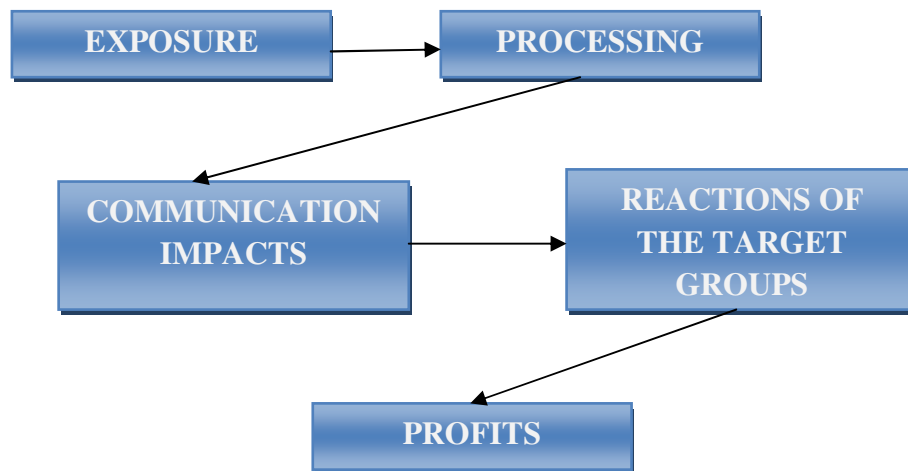 EXPOSURE
PROCESSING
COMMUNICATION
IMPACTS
REACTIONS OF
THE TARGET
GROUPS
PROFITS